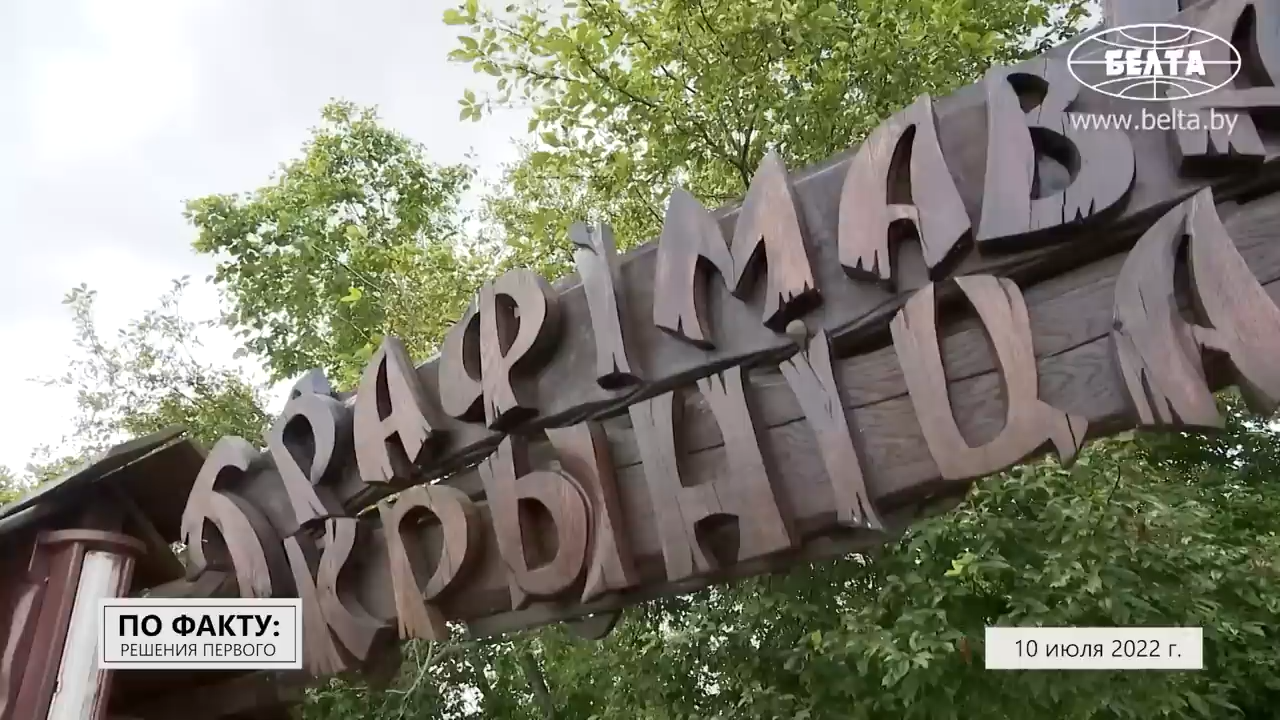 БЕЛТА
www.belta.by
КРЫНІЦА
ПО ФАКТУ:
РЕШЕНИЯ ПЕРВОГО
10 июля 2022 г.